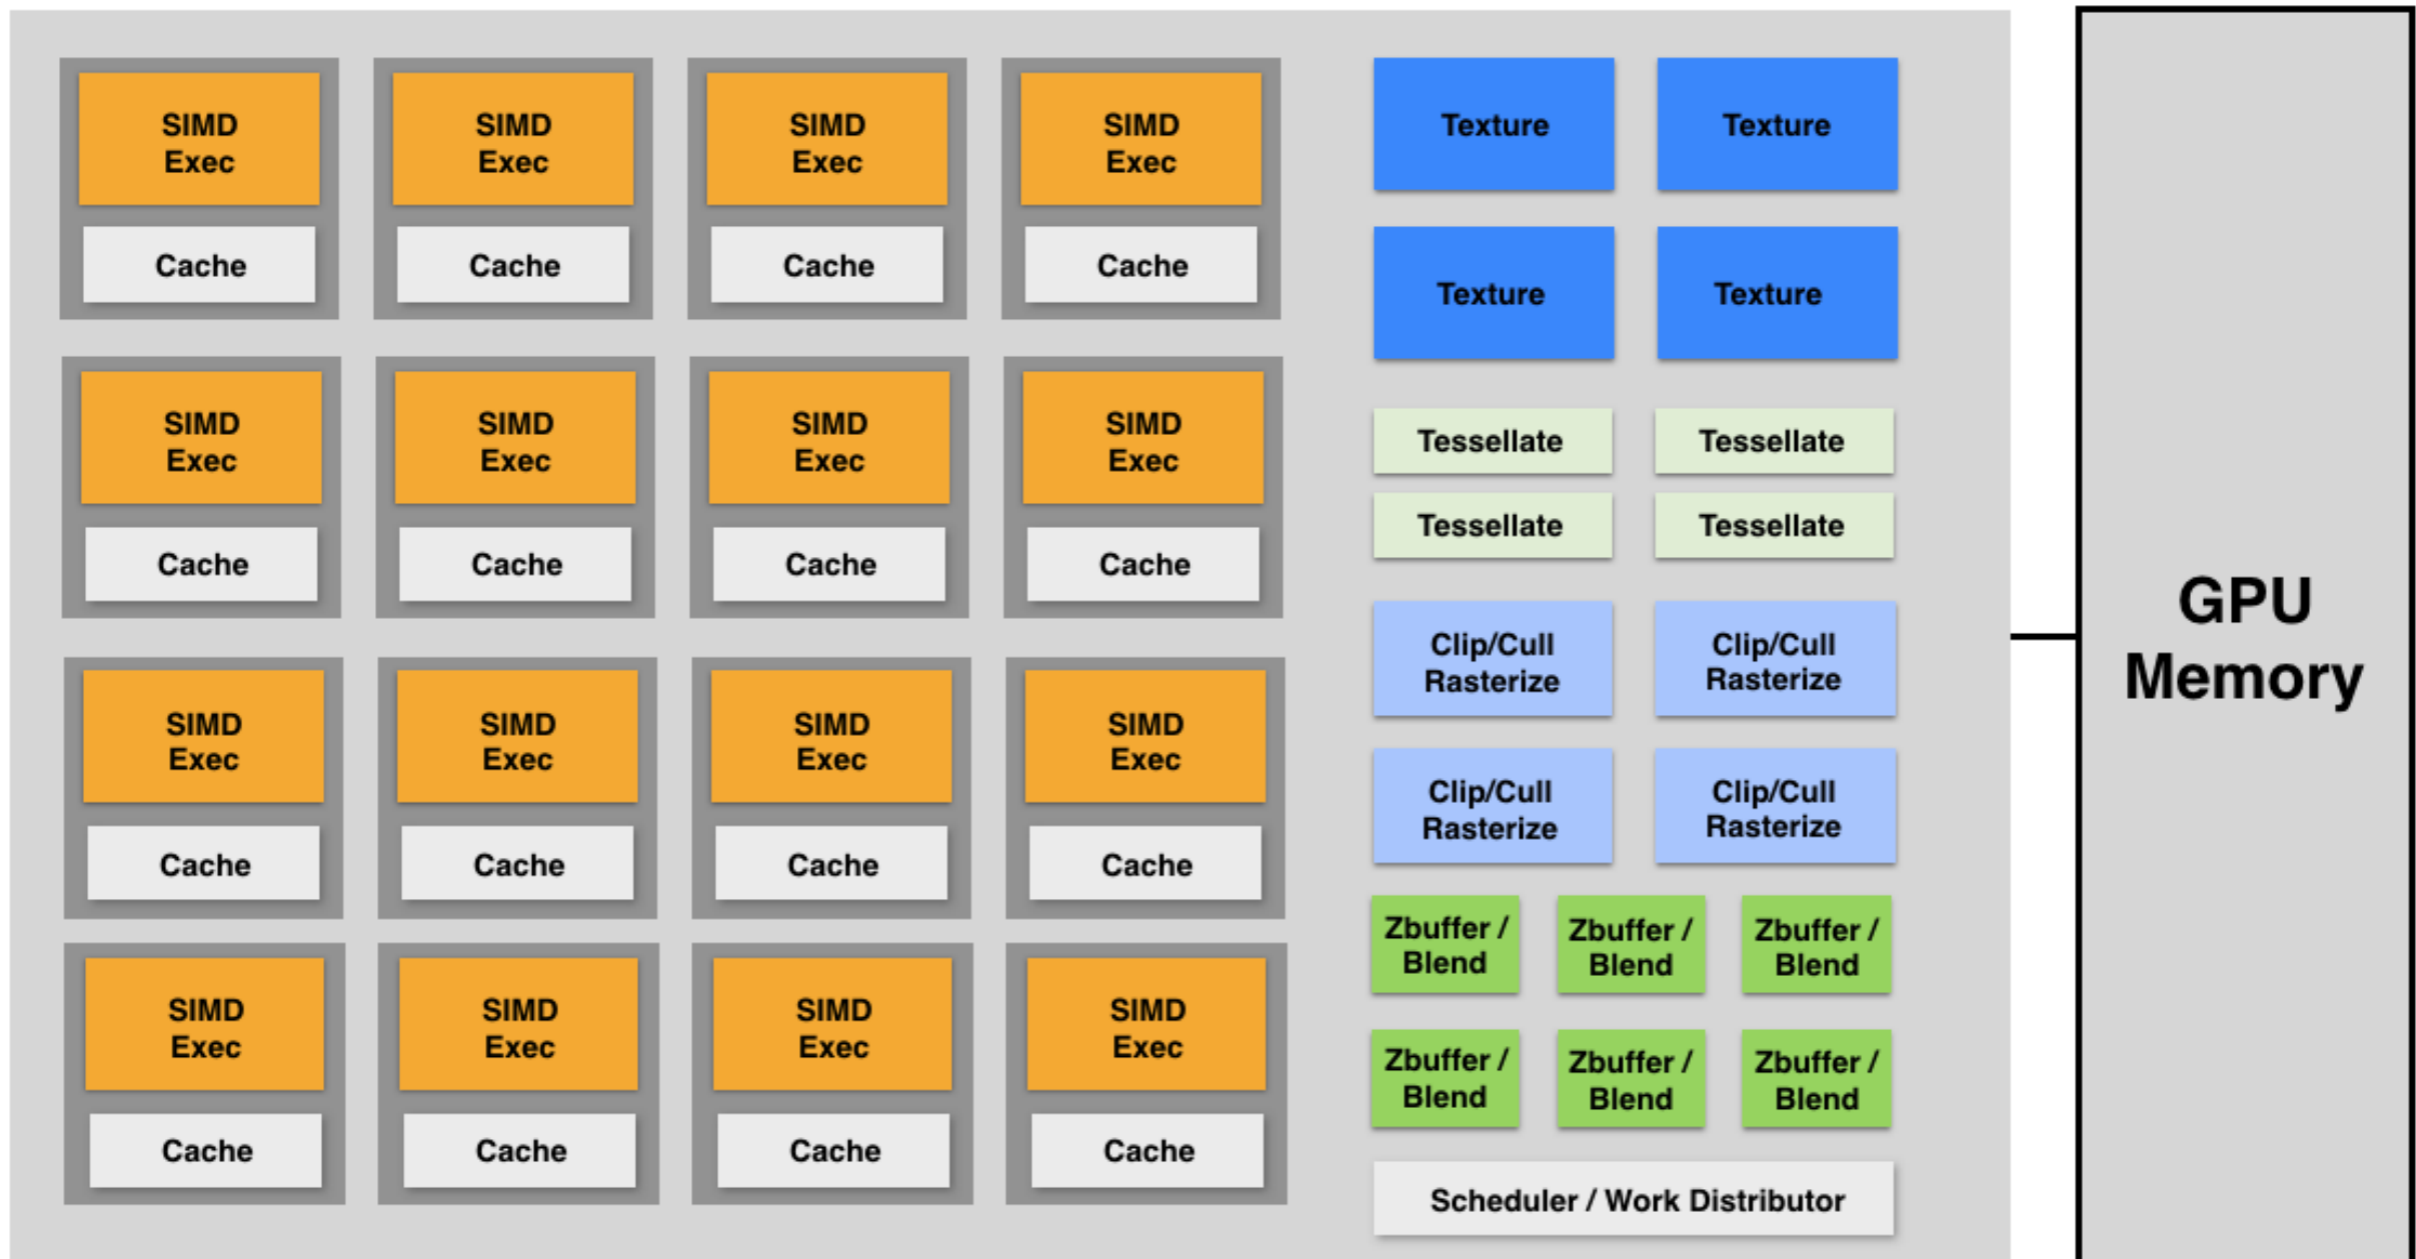 SIMD
Exec
Cache
SIMD
Exec
Cache
SIMD
Exec
Cache
SIMD
Exec
Cache
SIMD
Exec
Cache
SIMD
Exec
Cache
SIMD
Exec
Cache
SIMD
Exec
Cache
SIMD
Exec
Cache
SIMD
Exec
Cache
SIMD
Exec
Cache
SIMD
Exec
Cache
SIMD
Exec
Cache
SIMD
Exec
Cache
SIMD
Exec
Cache
SIMD
Exec
Cache
Texture
Texture
Texture
Texture
Tessellate
Tessellate
Tessellate
Tessellate
Clip/Cull
Rasterize
Clip/Cull
Rasterize
Clip/Cull
Rasterize
Clip/Cull
Rasterize
Zbuffer /
Blend
Zbuffer /
Blend
Zbuffer /
Blend
Zbuffer /
Blend
Zbuffer /
Blend
Zbuffer /
Blend
Scheduler / Work Distributor
GPU
Memory